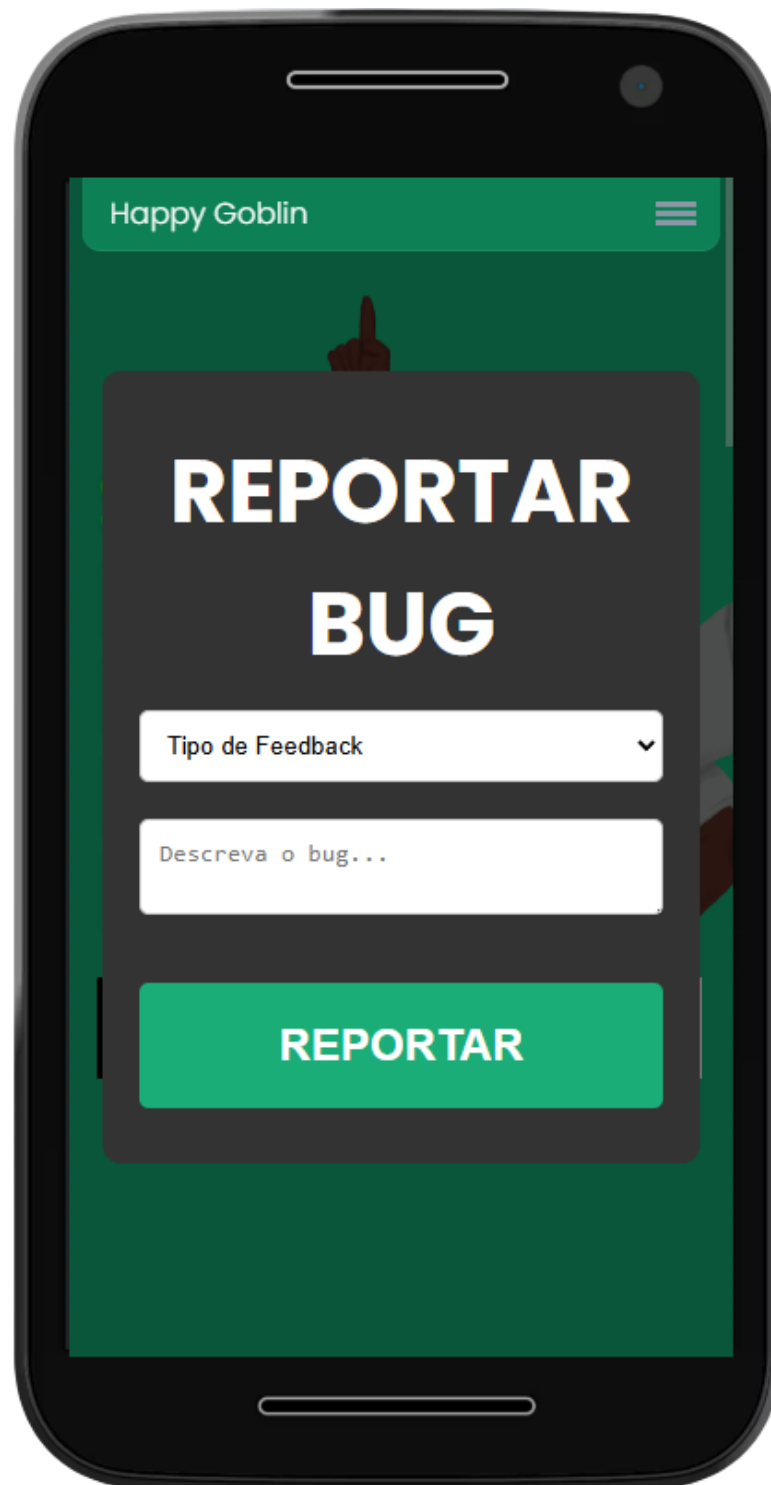 Happy Goblin
REPORTAR
BUG
Tipo de Feedback
Descreva o bug...
REPORTAR